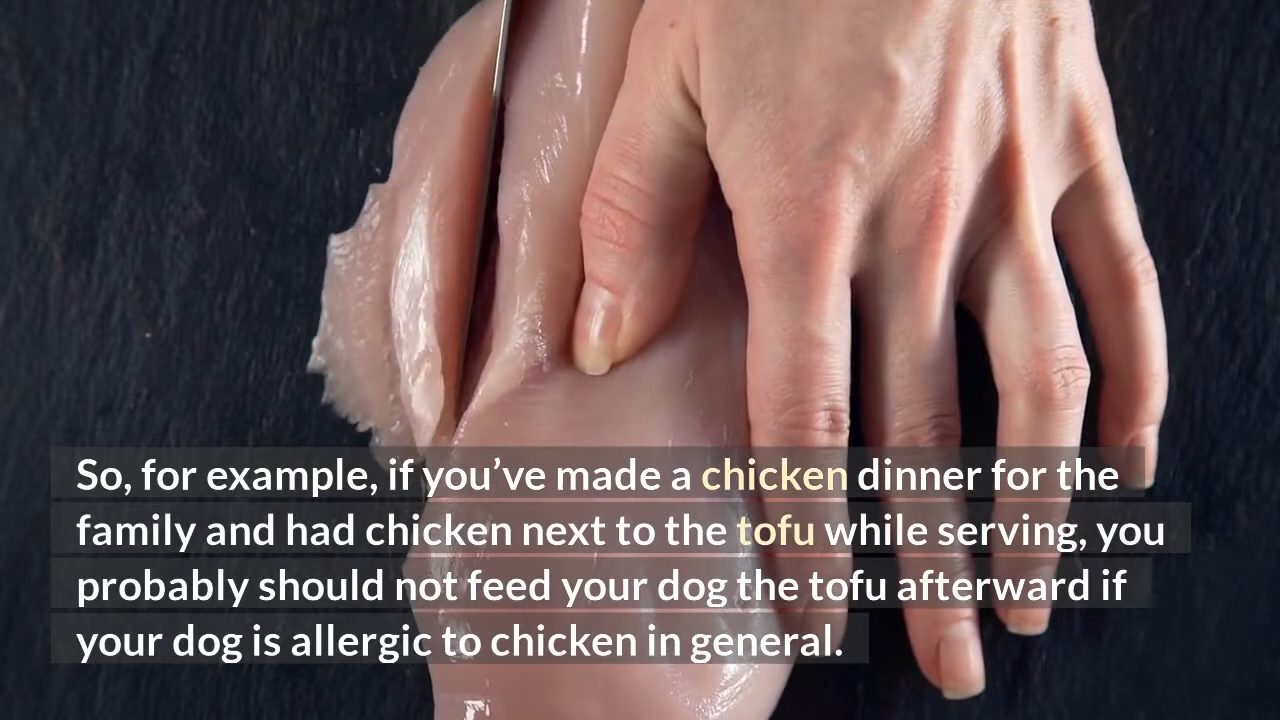 So, for example, if you’ve made a chicken dinner for the
family and had chicken next to the tofu while serving, you
probably should not feed your dog the tofu afterward if
your dog is allergic to chicken in general.